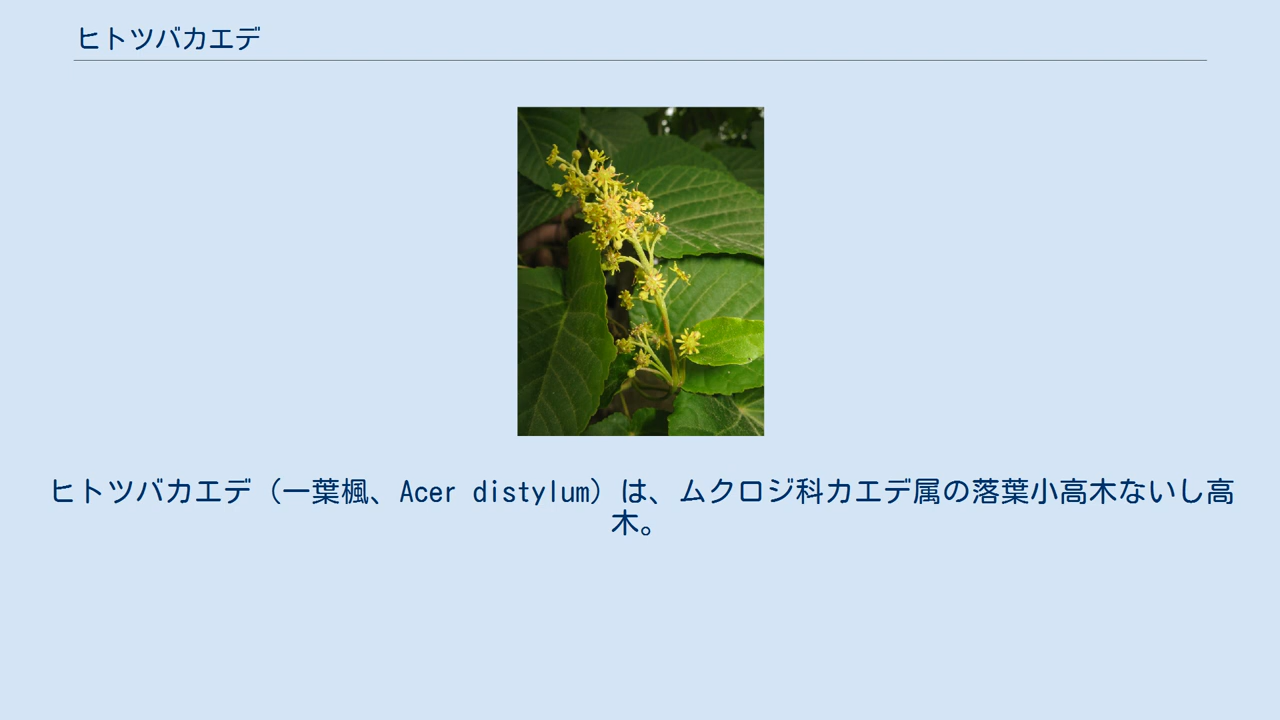 ヒトツバカエデ
ヒトツバカエデ（一葉楓、Acer distylum）は、ムクロジ科カエデ属の落葉小高木ないし高
木。